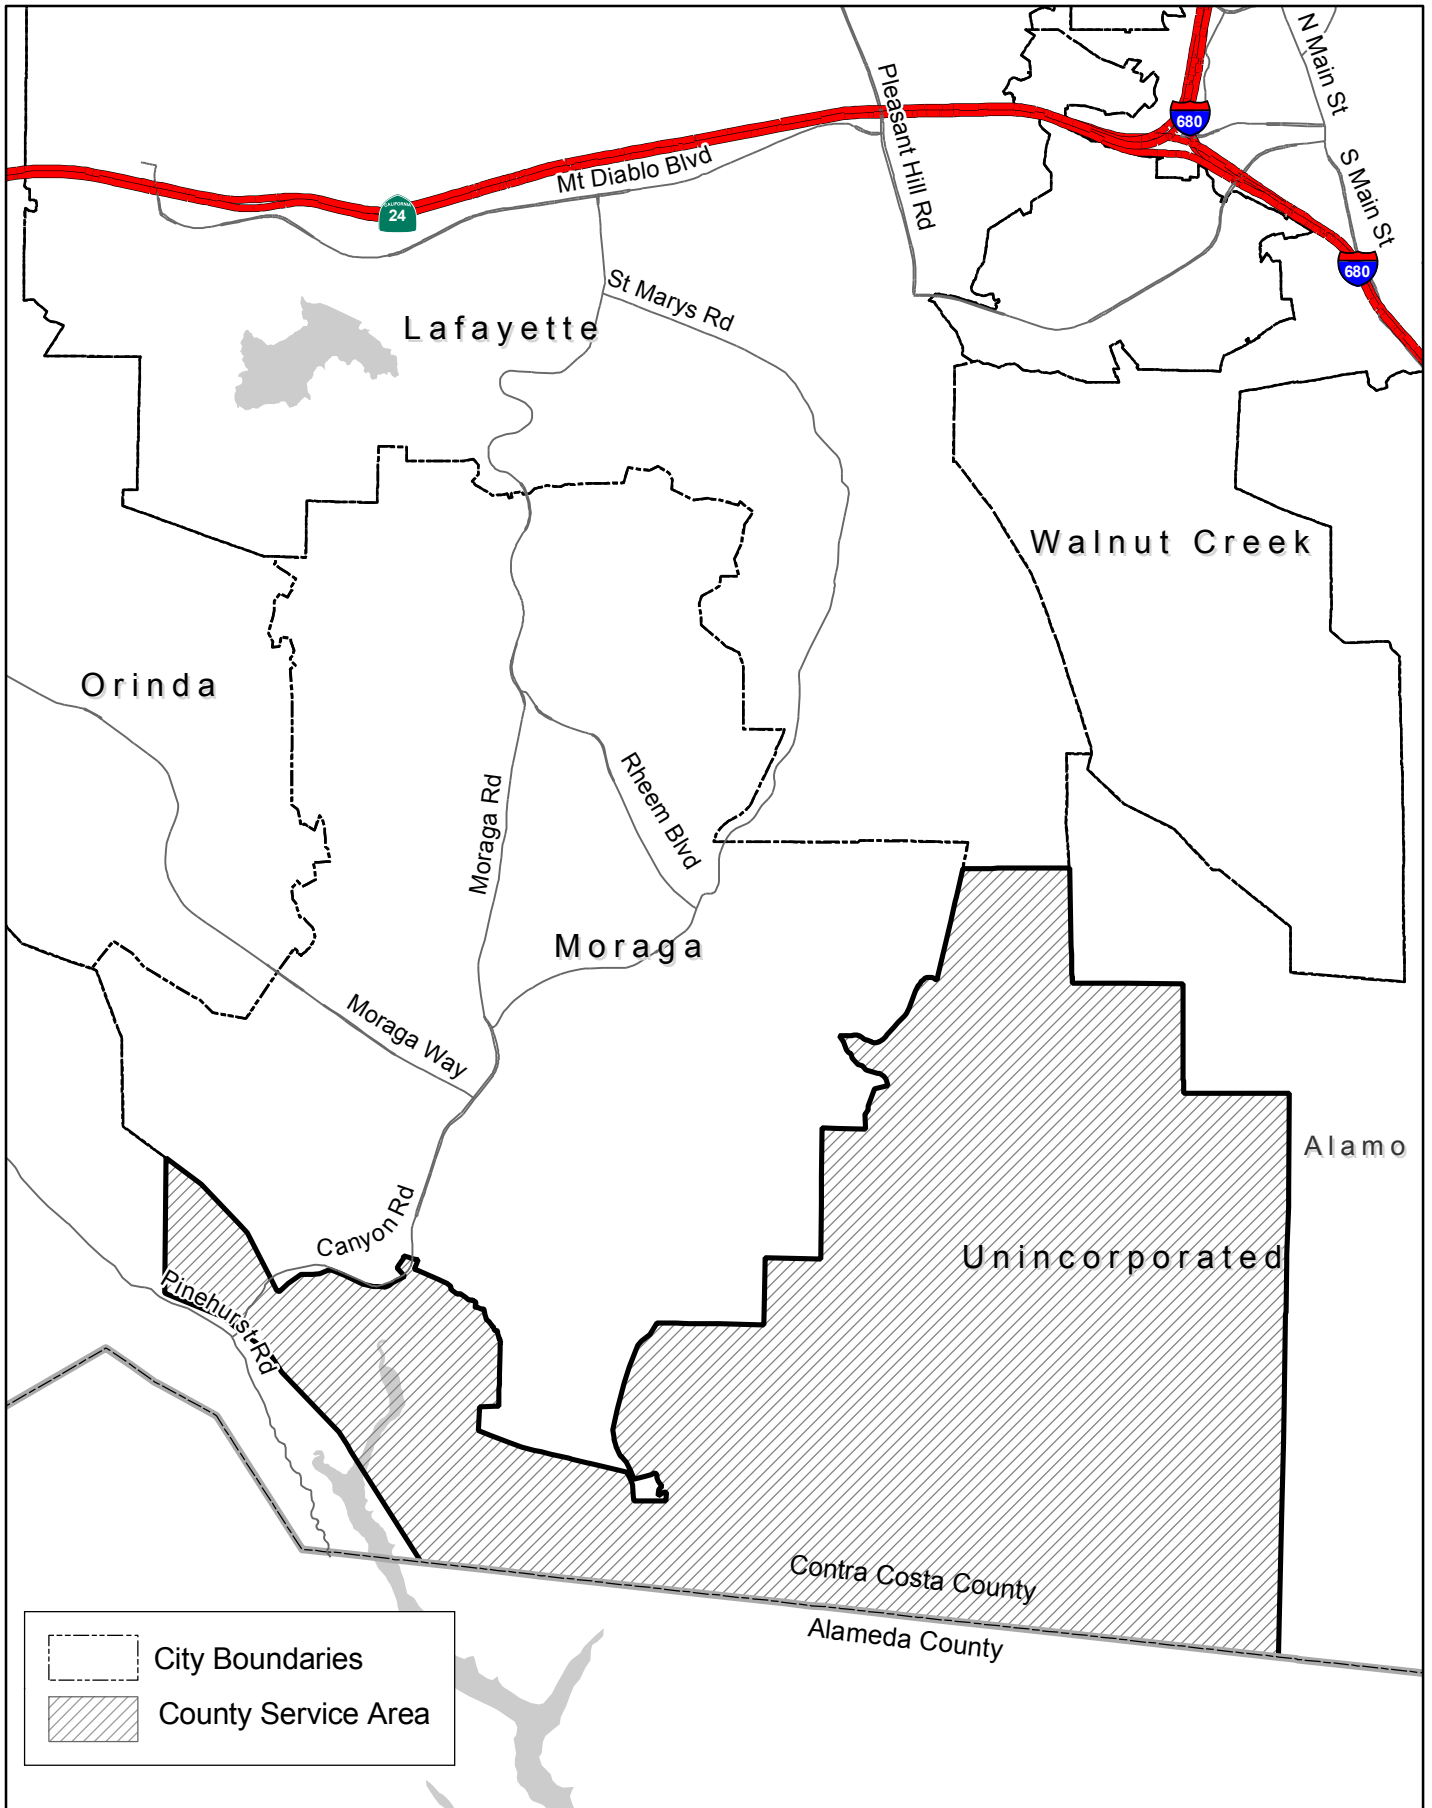 N Main St
Pleasant Hill Rd
680
S Main St
Mt Diablo Blvd
CALIFORNIA
24
680
St Marys Rd
Lafayette
Walnut Creek
Orinda
Rheem Blvd
Moraga Rd
Moraga
Moraga Way
Alamo
Canyon Rd
Unincorporated
Pinehurst Rd
Contra Costa County
Alameda County
City Boundaries
County Service Area